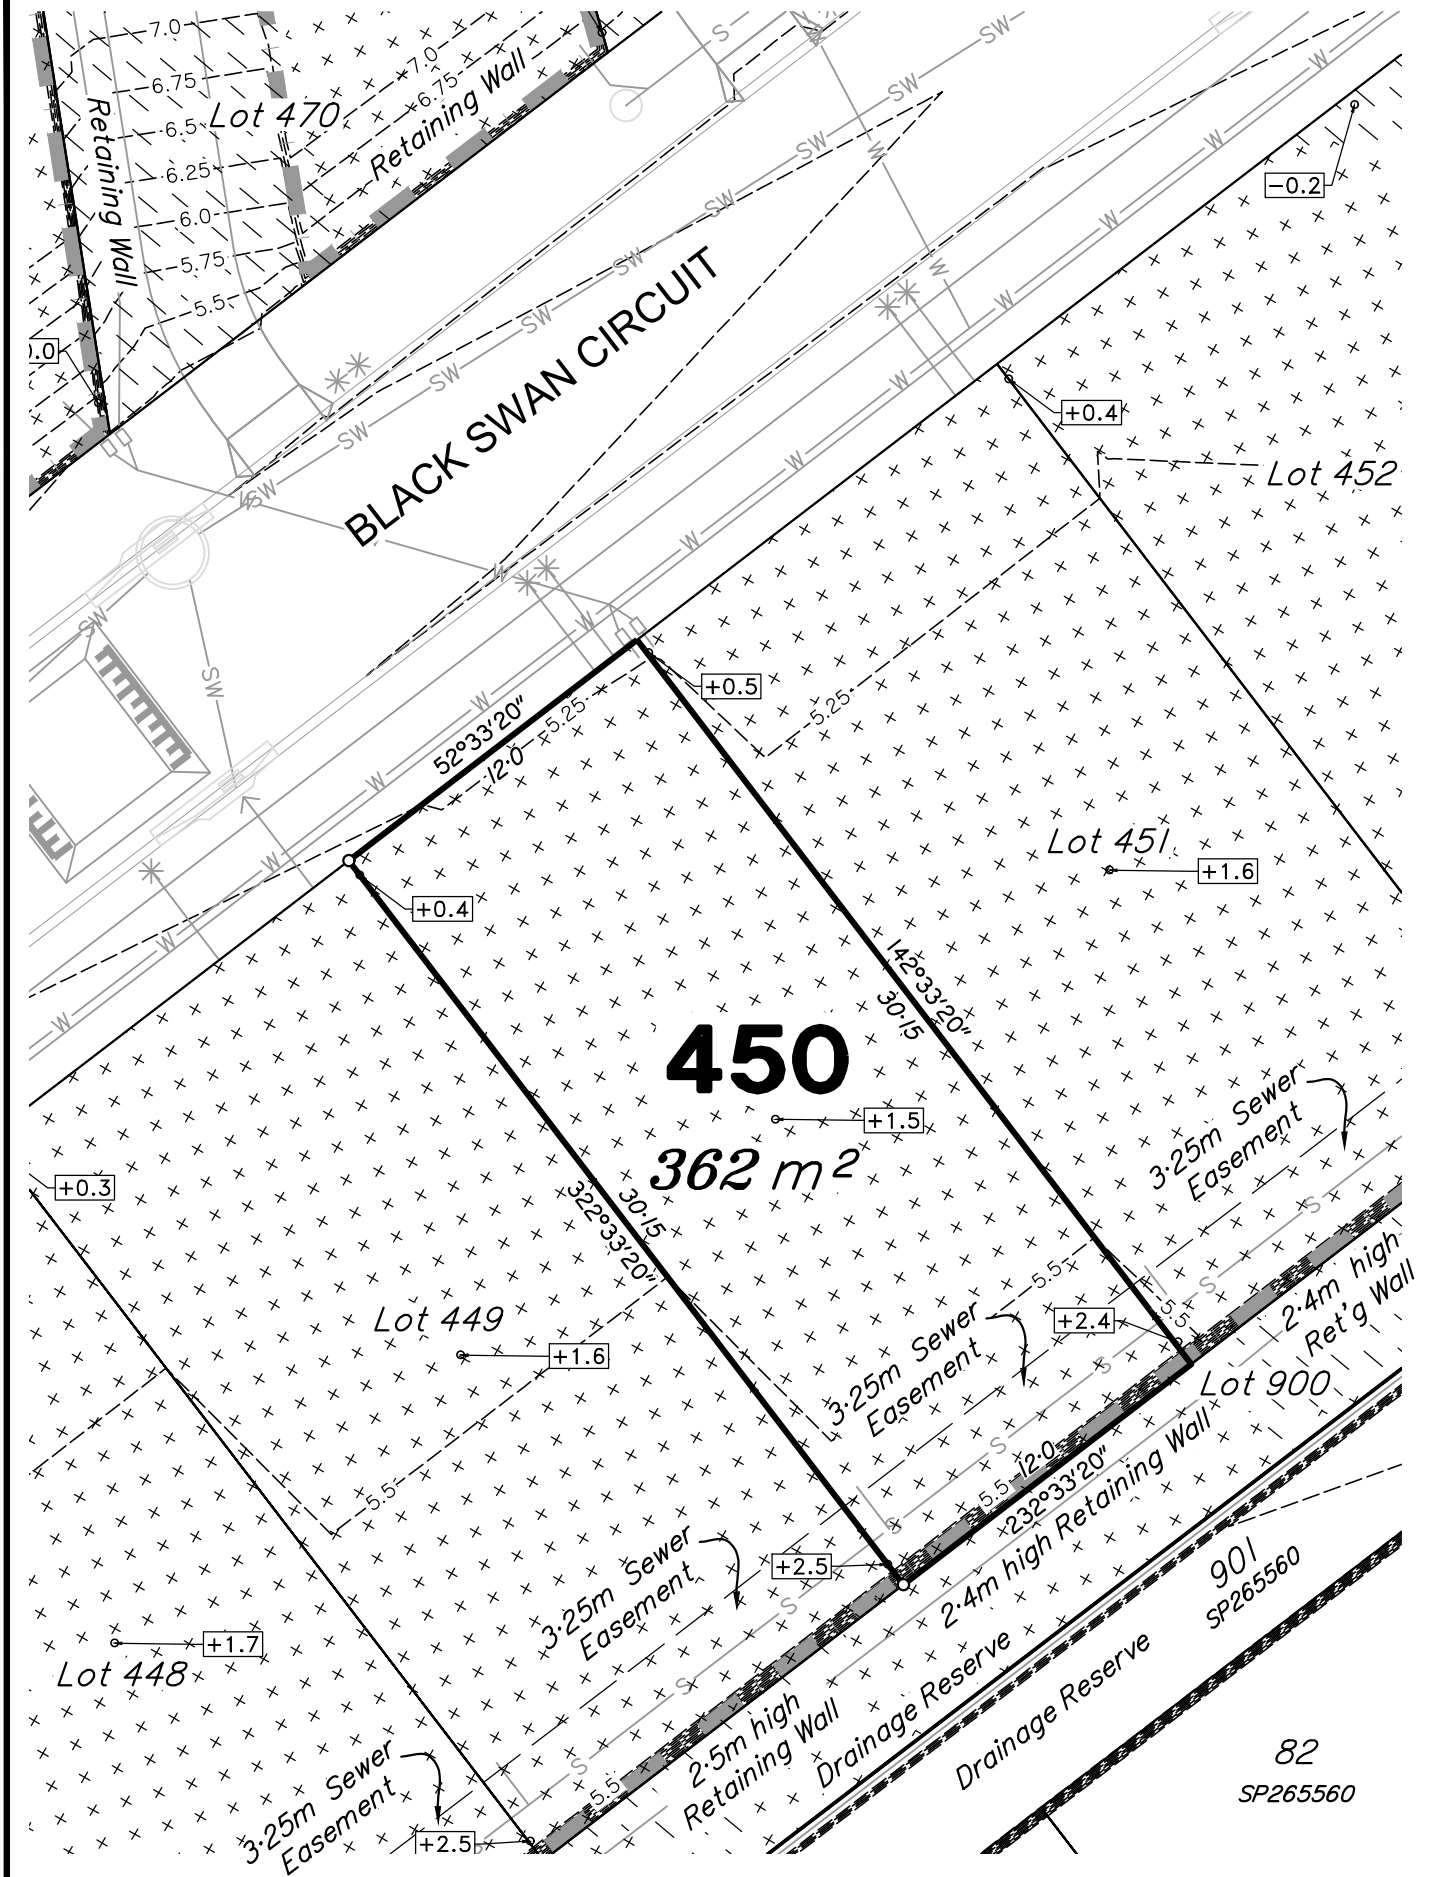 7.0
6.75
6.5
6.25
6.0
5.75
5.5
7.0
6.75
Lot 470
Retaining Wall
Retaining Wall
S
SW
SW
SW
SW
SW
SW
SW
SW
SW
SW
SW
W
W
W
W
W
W
W
W
W
W
W
W
W
W
-0.2
BLACK SWAN CIRCUIT
+0.4
Lot 452
+0.5
52°33'20"
12·0
5.25
5.25
+0.4
Lot 451
+1.6
142°33'20"
30·15
450
+1.5
362 m²
30·15
322°33'20"
+0.3
3·25m Sewer
Easement
Lot 449
+1.6
3·25m Sewer
Easement
5.5
+2.4
5.5
2·4m high
Ret'g Wall
Lot 900
S
S
S
S
S
S
S
S
12·0
5.5
232°33'20"
2·4m high Retaining Wall
5.5
+2.5
3·25m Sewer
Easement
+1.7
Lot 448
901
SP265560
Drainage Reserve
Drainage Reserve
2·5m high
Retaining Wall
5.5
3·25m Sewer
Easement
+2.5
82
SP265560